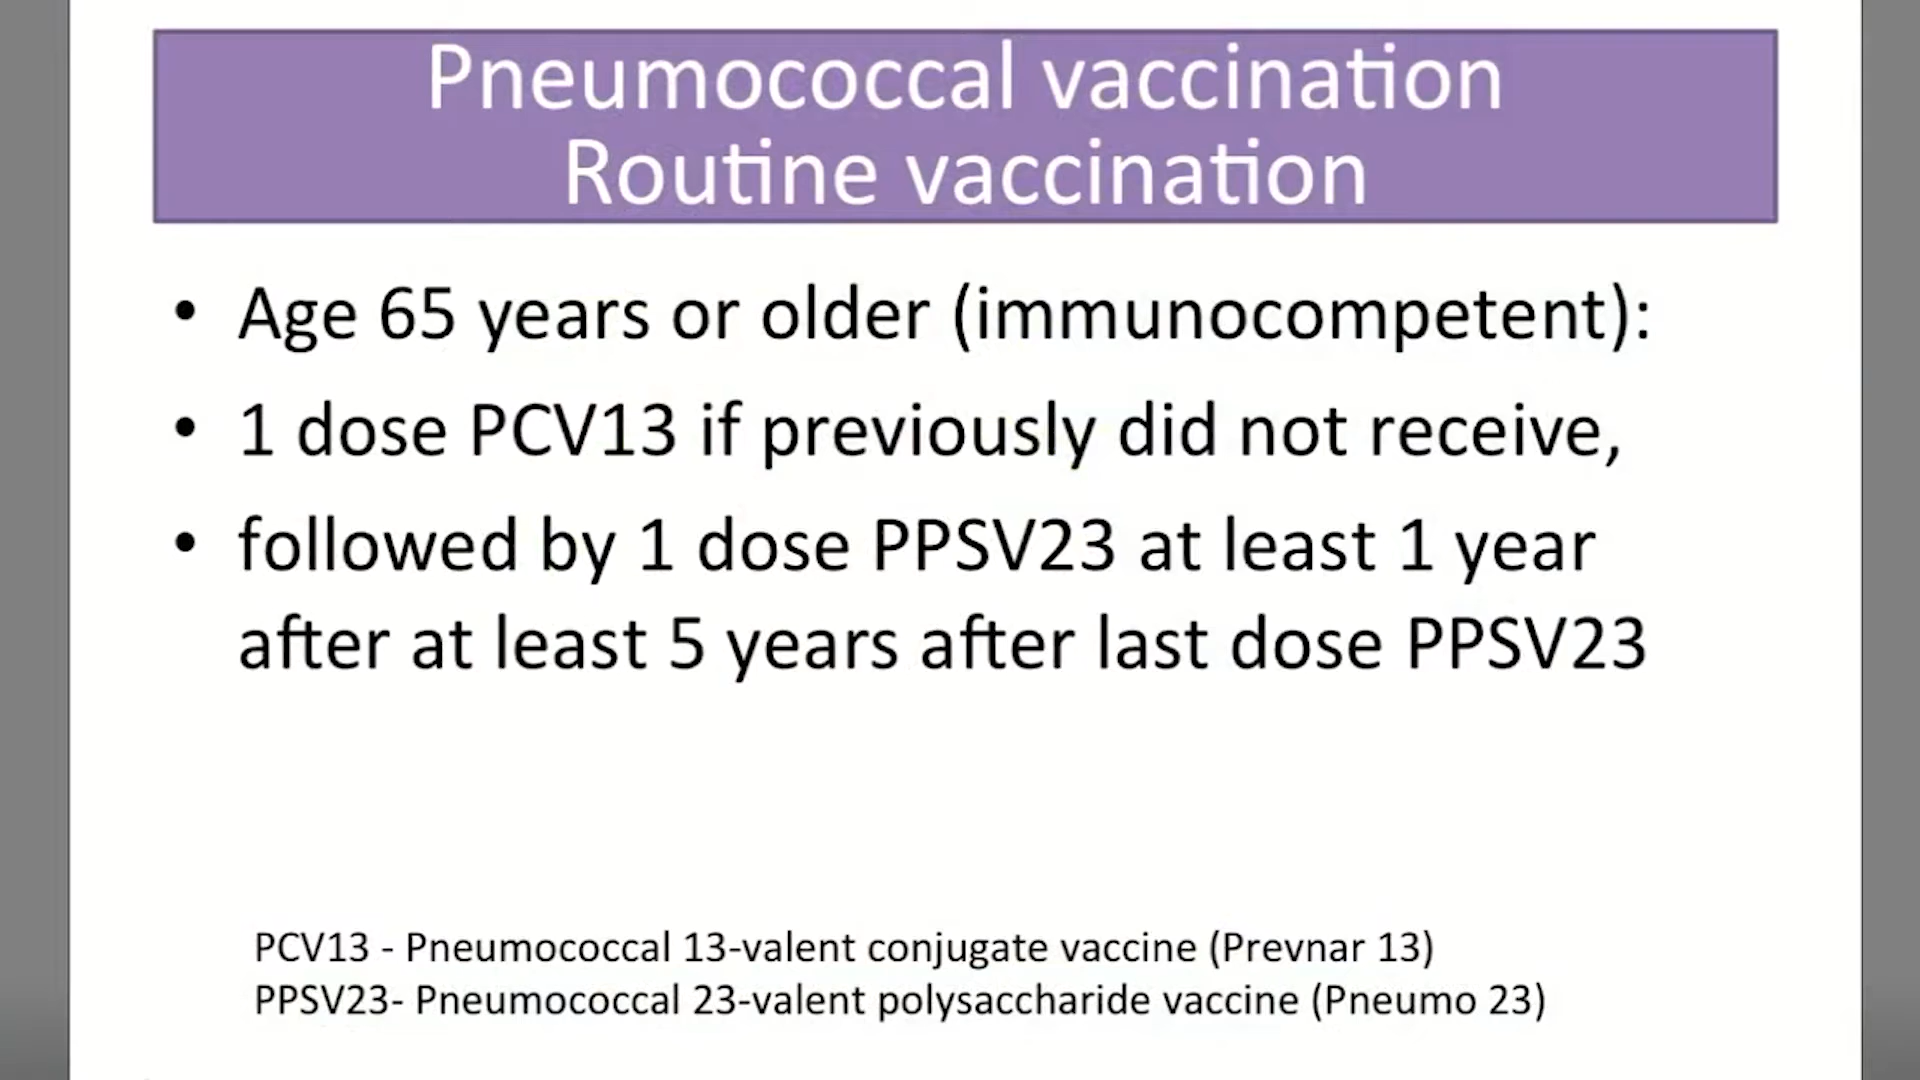 Pneumococcal vaccination
Routine vaccination
• Age 65 years or older (immunocompetent):
• 1 dose PCV13 if previously did not receive,
• followed by 1 dose PPSV23 at least 1 year
after at least 5 years after last dose PPSV23
PCV13 - Pneumococcal 13-valent conjugate vaccine (Prevnar 13)
PPSV23- Pneumococcal 23-valent polysaccharide vaccine (Pneumo 23)